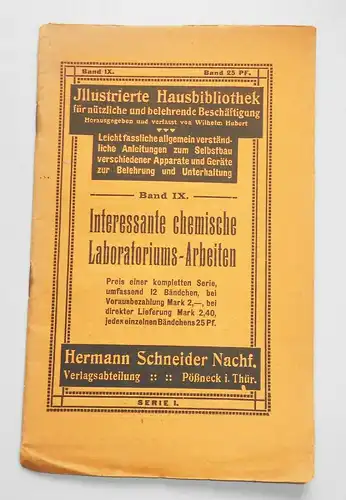 Band IX. Band 25 Pf.
Jllustrierte Hausbibliothek
für nützliche und belehrende Beschäftigung
Herausgegeben und verfasst von Wilhelm Hubert
Leicht fassliche allgemein verständ-
liche Anleitungen zum Selbstbau
verschiedener Apparate und Geräte
zur Belehrung und Unterhaltung
Band IX.
Interessante chemische
Laboratoriums-Arbeiten
Preis einer kompletten Serie,
umfassend 12 Bändchen, bei
Vorausbezahlung Mark 2,—, bei
direkter Lieferung Mark 2,40,
jedes einzelnen Bändchens 25 Pf.
Hermann Schneider Nachf.
Verlagsabteilung :: :: Pößneck i. Thür.
SERIE I.